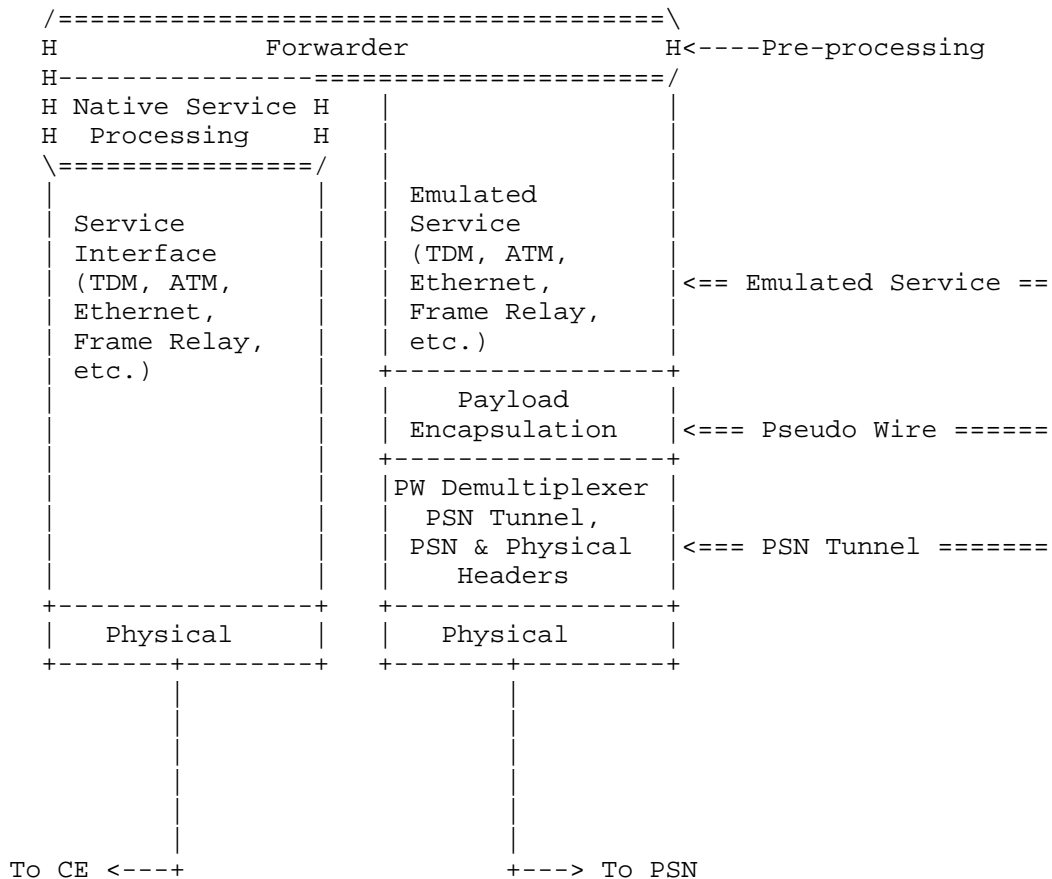 Forwarder <----Pre-processing
Native Service
Processing
Emulated
Service Service
Interface (TDM, ATM,
(TDM, ATM, Ethernet, <== Emulated Service ==
Ethernet, Frame Relay,
Frame Relay, etc.)
etc.)
Payload
Encapsulation <=== Pseudo Wire ======
PW Demultiplexer
PSN Tunnel,
PSN & Physical <=== PSN Tunnel =======
Headers
Physical Physical
To CE <---+ +---> To PSN